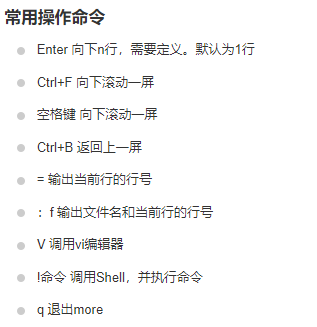 常用操作命令
Enter 向下n行，需要定义。默认为1行
Ctrl+F 向下滚动一屏
空格键 向下滚动一屏
Ctrl+B 返回上一屏
= 输出当前行的行号
：f 输出文件名和当前行的行号
V 调用vi编辑器
!命令 调用Shell，并执行命令
q 退出more